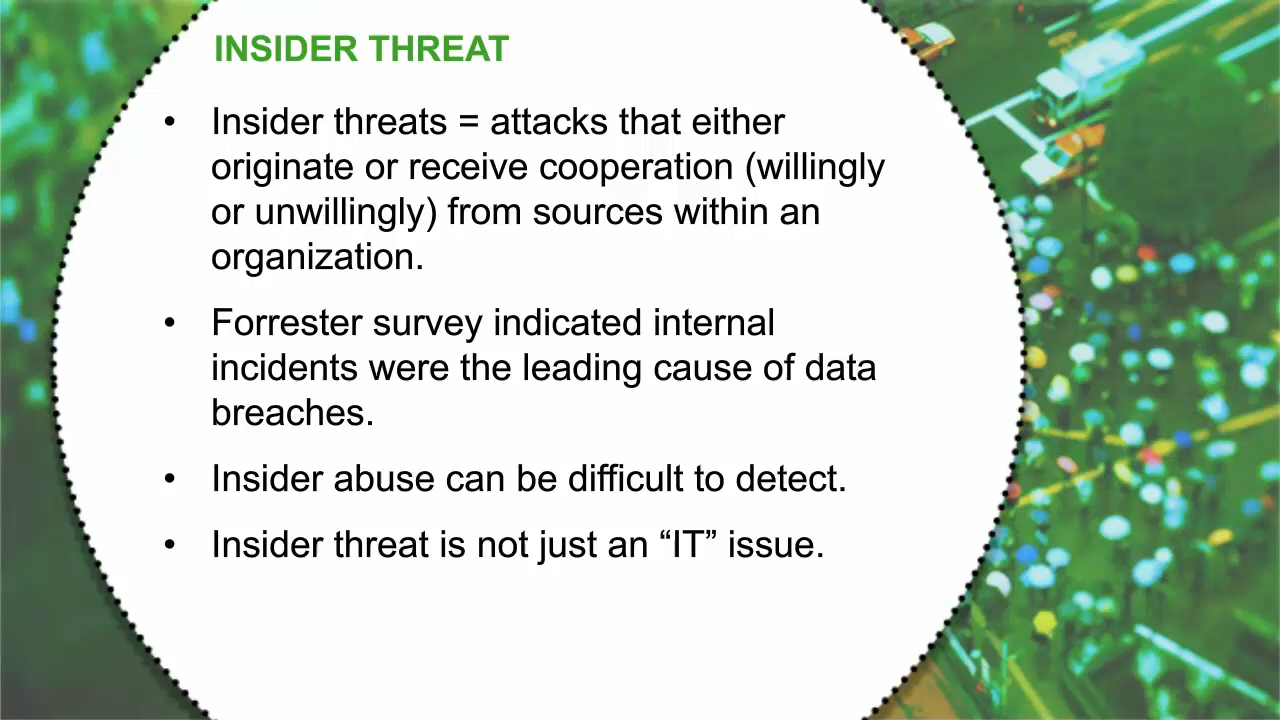 INSIDER THREAT
• Insider threats = attacks that either
originate or receive cooperation (willingly
or unwillingly) from sources within an
organization.
• Forrester survey indicated internal
incidents were the leading cause of data
breaches.
• Insider abuse can be difficult to detect.
• Insider threat is not just an “IT” issue.